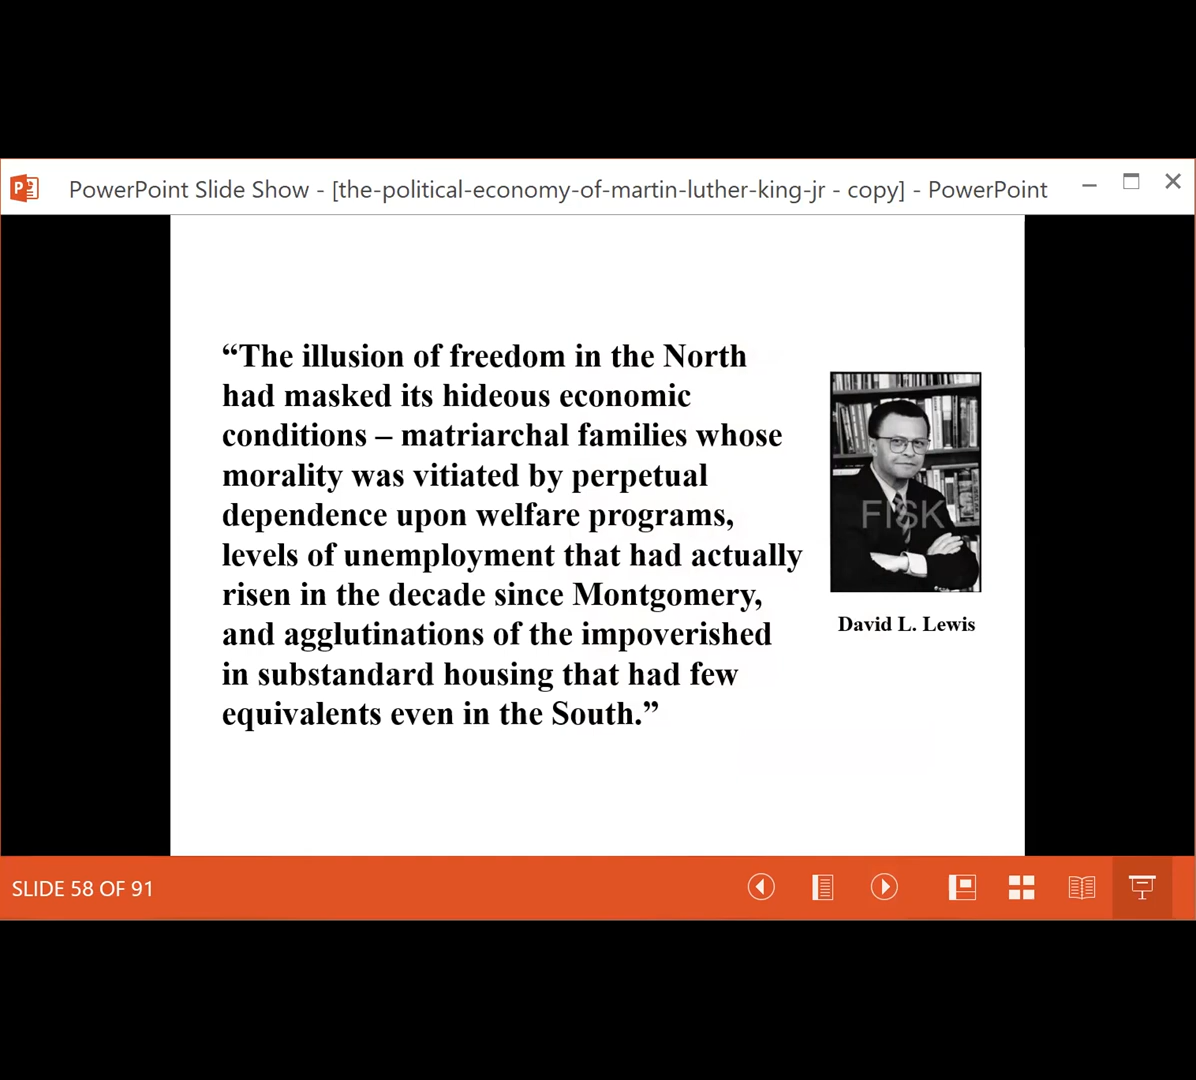 PowerPoint Slide Show - [the-political-economy-of-martin-luther-king-jr - copy] - PowerPoint
“The illusion of freedom in the North
had masked its hideous economic
conditions – matriarchal families whose
morality was vitiated by perpetual
dependence upon welfare programs,
levels of unemployment that had actually
risen in the decade since Montgomery,
and agglutinations of the impoverished
in substandard housing that had few
equivalents even in the South.”
FISK
David L. Lewis
SLIDE 58 OF 91